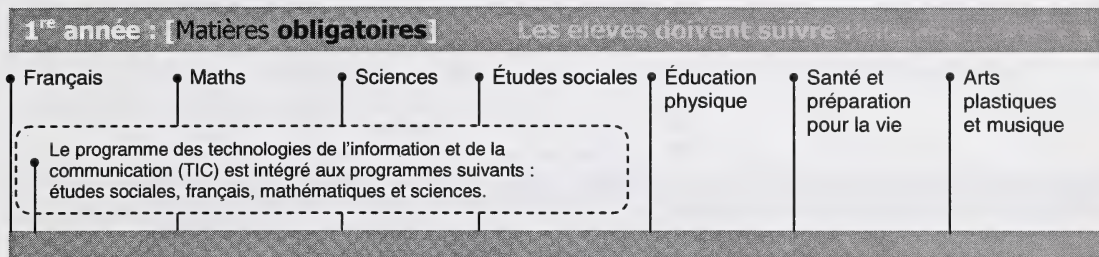 1re année : [Matières obligatoires] Les élèves doivent suivre :
Français
Maths
Sciences
Études sociales
Éducation
physique
Santé et
préparation
pour la vie
Arts
plastiques
et musique
Le programme des technologies de l'information et de la
communication (TIC) est intégré aux programmes suivants :
études sociales, français, mathématiques et sciences.